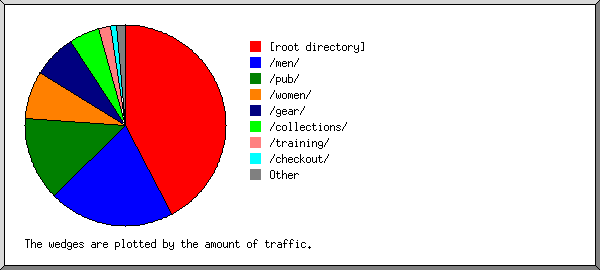 [root directory]
/men/
/pub/
/women/
/gear/
/collections/
/training/
/checkout/
Other
The wedges are plotted by the amount of traffic.